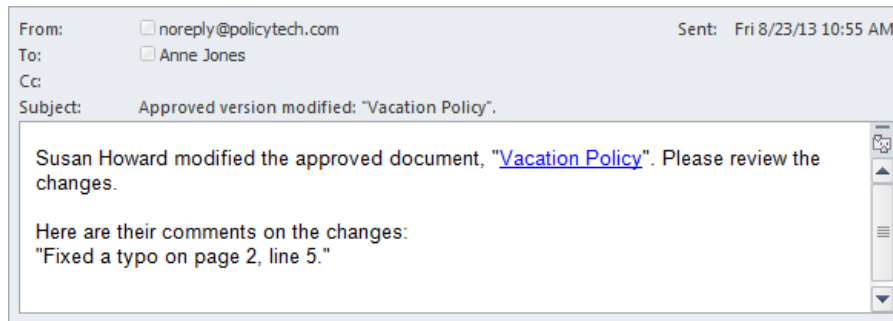 From: noreply@policytech.com Sent: Fri 8/23/13 10:55 AM
To: Anne Jones
Cc:
Subject: Approved version modified: "Vacation Policy".
Susan Howard modified the approved document, "Vacation Policy". Please review the
changes.
Here are their comments on the changes:
"Fixed a typo on page 2, line 5."